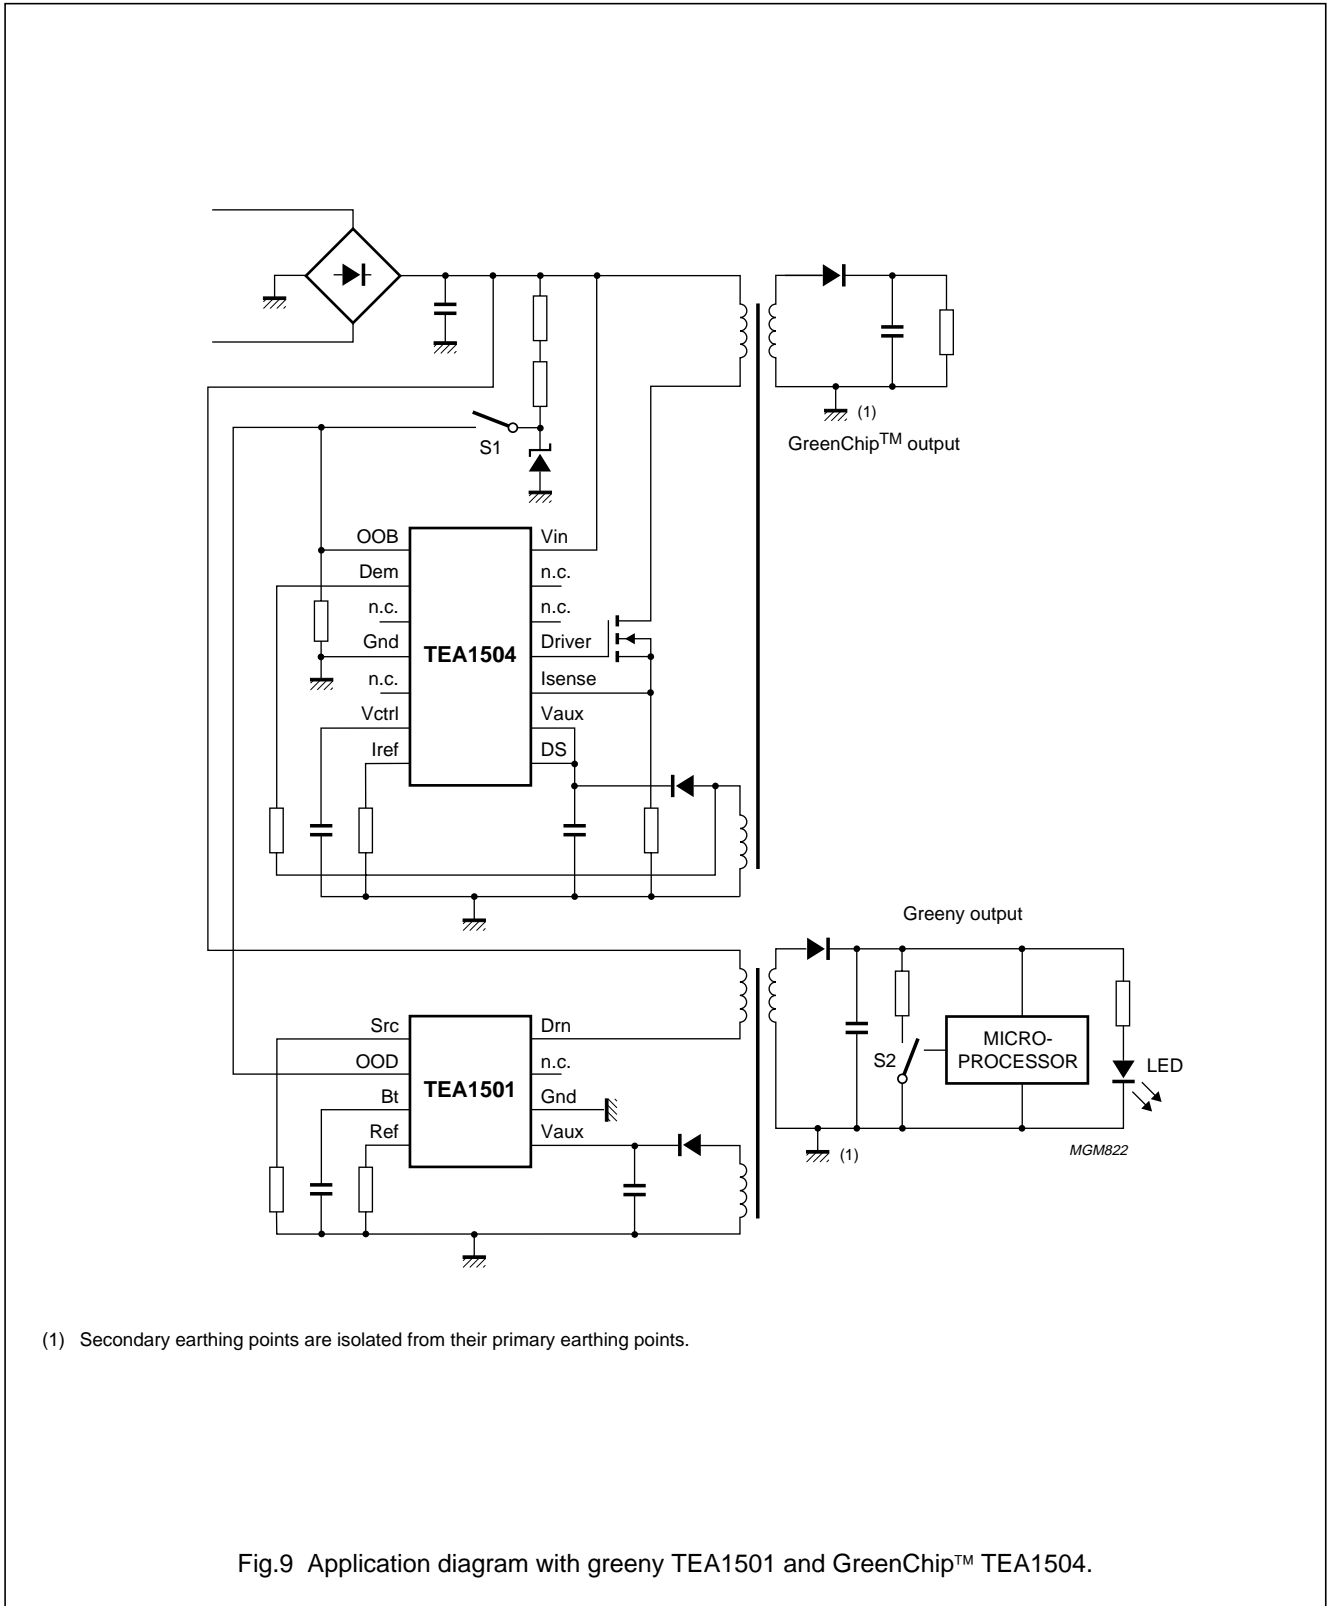 (1)
GreenChip™ output
S1
OOB
Vin
Dem
n.c.
n.c.
n.c.
Gnd
TEA1504
Driver
n.c.
Isense
Vctrl
Vaux
Iref
DS
Greeny output
Src
Drn
OOD
n.c.
Bt
TEA1501
Gnd
Ref
Vaux
S2
MICRO-
PROCESSOR
LED
(1)
MGM822
(1) Secondary earthing points are isolated from their primary earthing points.
Fig.9 Application diagram with greeny TEA1501 and GreenChip™ TEA1504.